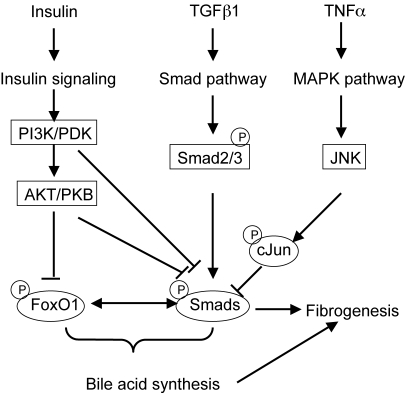 Insulin TGFβ1 TNFα
Insulin signaling Smad pathway MAPK pathway
P
PI3K/PDK Smad2/3 JNK
AKT/PKB
P
cJun
P P
FoxO1 Smads Fibrogenesis
Bile acid synthesis